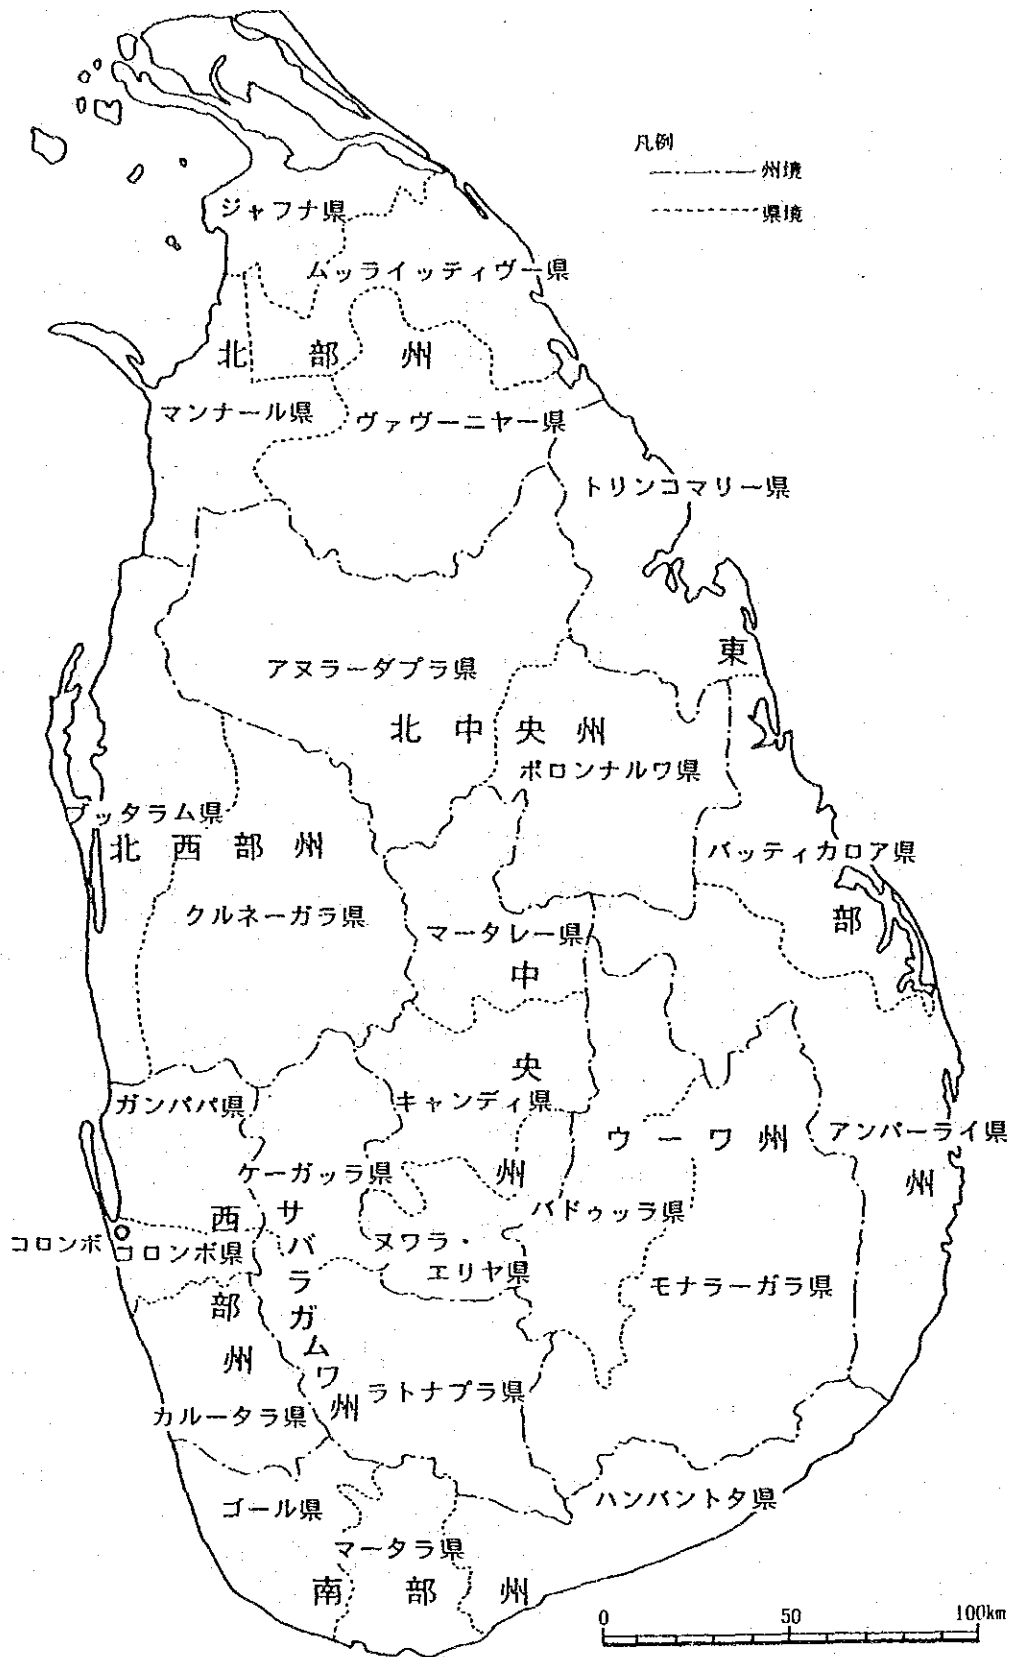 凡例
州境
県境
ジャフナ県
ムッライッティヴー県
北部州
マンナール県
ヴァヴーニヤー県
トリンコマリー県
東
アヌラーダプラ県
北中央州
ポロンナルワ県
プッタラム県
北西部州
バッティカロア県
クルネーガラ県
マータレー県
部
中
央
ガンパパ県
キャンディ県
ウーワ州
アンパーライ県
ケーガッラ県
州
州
西
サバラガムワ州
バドゥッラ県
コロンボ
コロンボ県
ヌワラ・
エリヤ県
モナラーガラ県
部
州
ラトナプラ県
カルータラ県
ゴール県
ハンバントタ県
マータラ県
南部州
0 50 100km